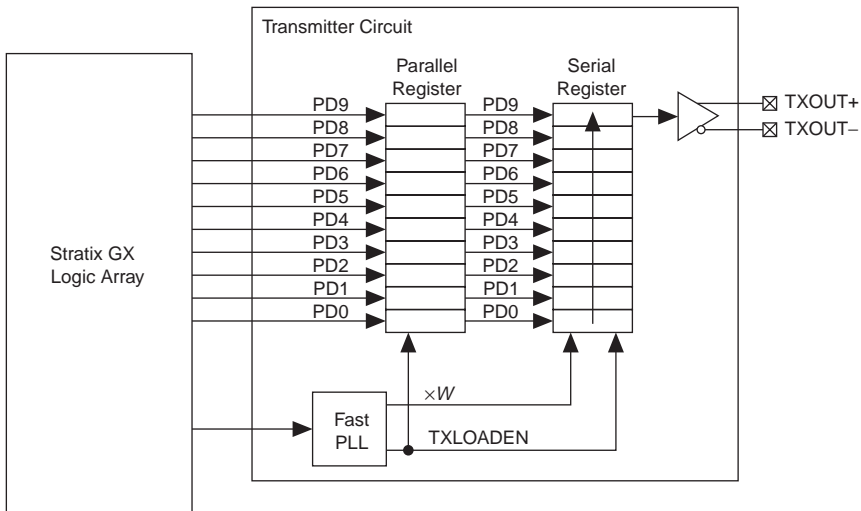 Transmitter Circuit
Parallel
Register
Serial
Register
PD9
PD8
PD7
PD6
PD5
PD4
PD3
PD2
PD1
PD0
PD9
PD8
PD7
PD6
PD5
PD4
PD3
PD2
PD1
PD0
TXOUT+
TXOUT−
Stratix GX
Logic Array
Fast
PLL
×W
TXLOADEN